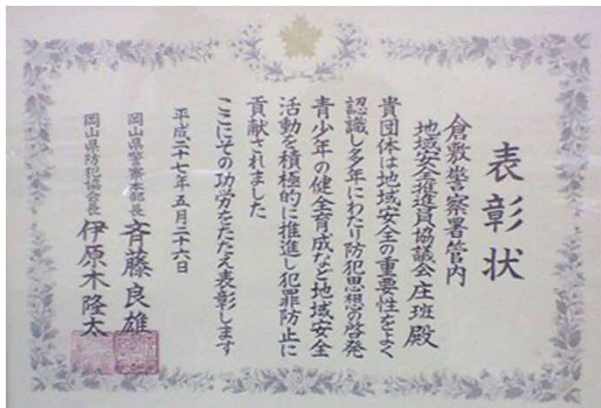 表彰状
倉敷警察署管内
地域安全推進員協議会 庄班 殿
貴団体は地域安全の重要性をよく
認識し多年にわたり防犯思想の啓発
青少年の健全育成など地域安全
活動を積極的に推進し犯罪防止に
貢献されました
ここにその功労をたたえ表彰します
平成二十七年五月二十六日
岡山県警察本部長 斉藤良雄
岡山県防犯協会長 伊原木隆太